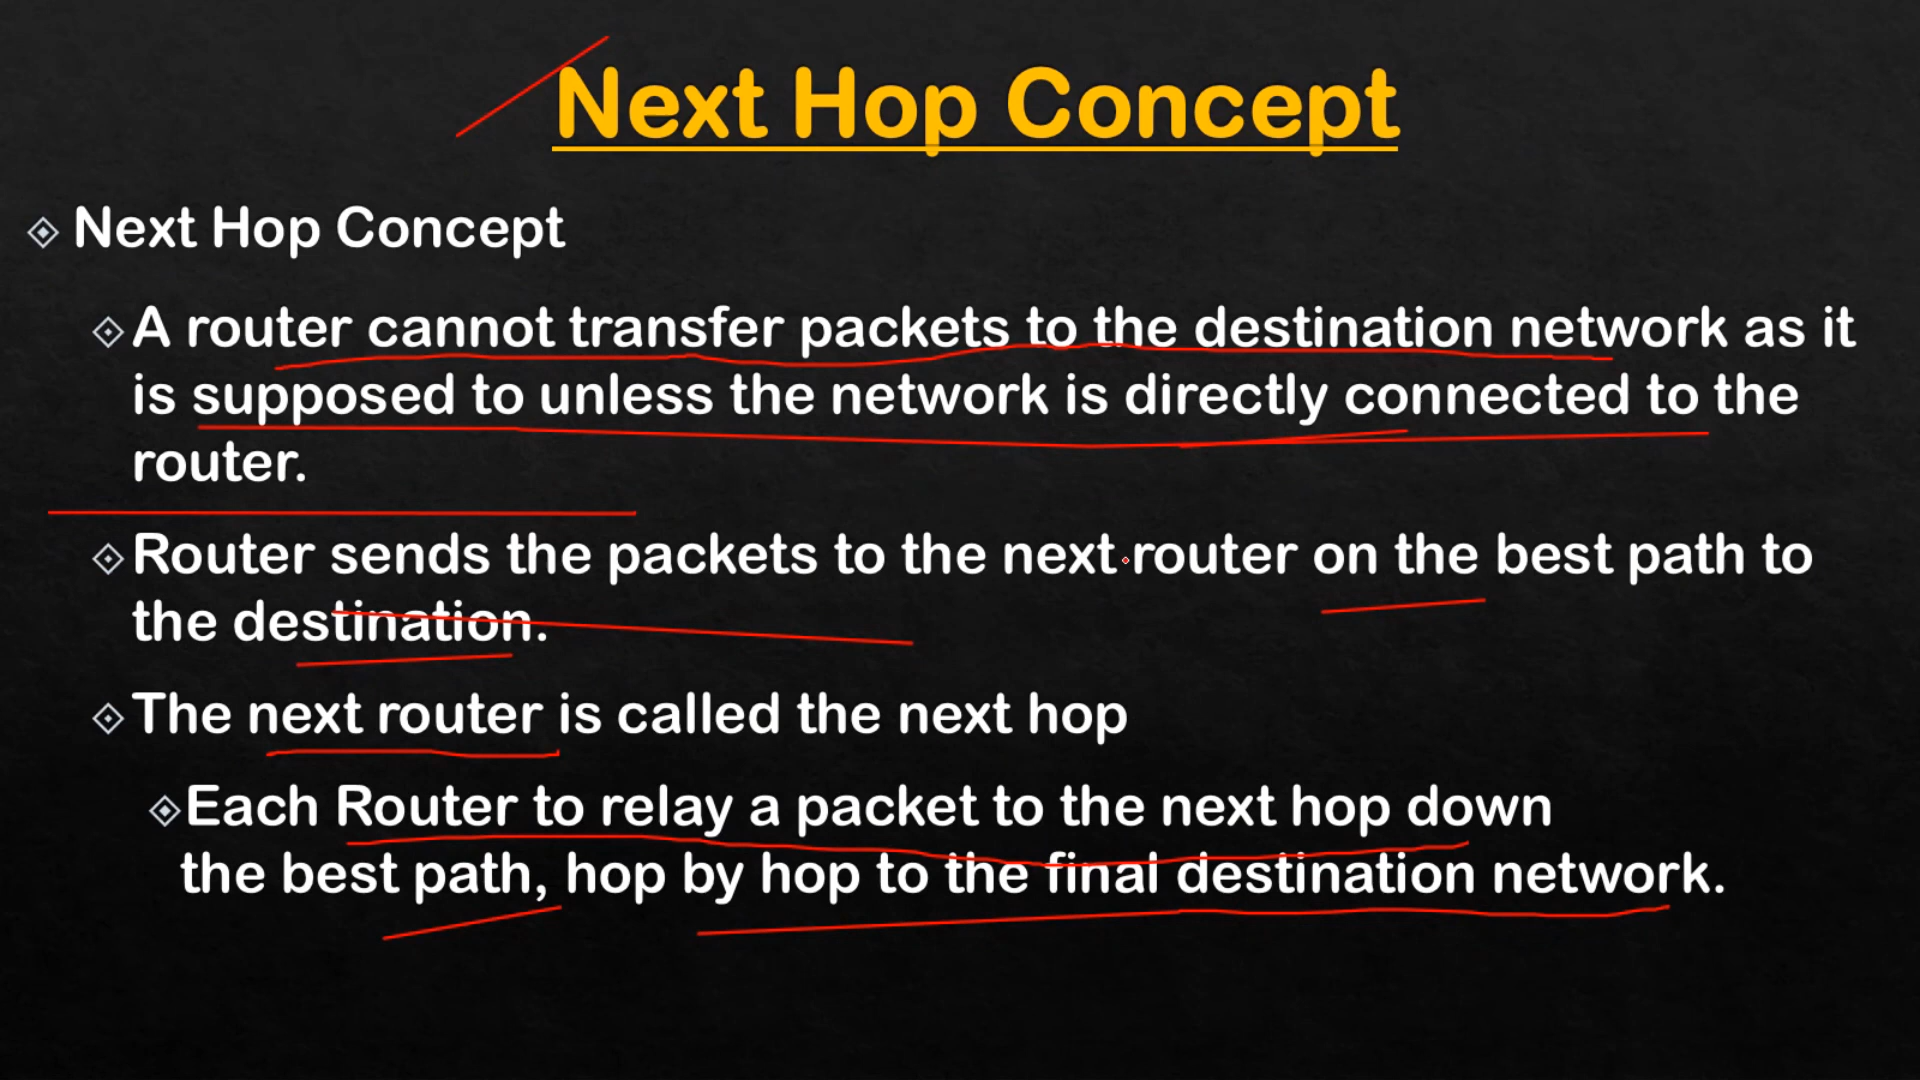 Next Hop Concept
Next Hop Concept
A router cannot transfer packets to the destination network as it
is supposed to unless the network is directly connected to the
router.
Router sends the packets to the next router on the best path to
the destination.
The next router is called the next hop
Each Router to relay a packet to the next hop down
the best path, hop by hop to the final destination network.